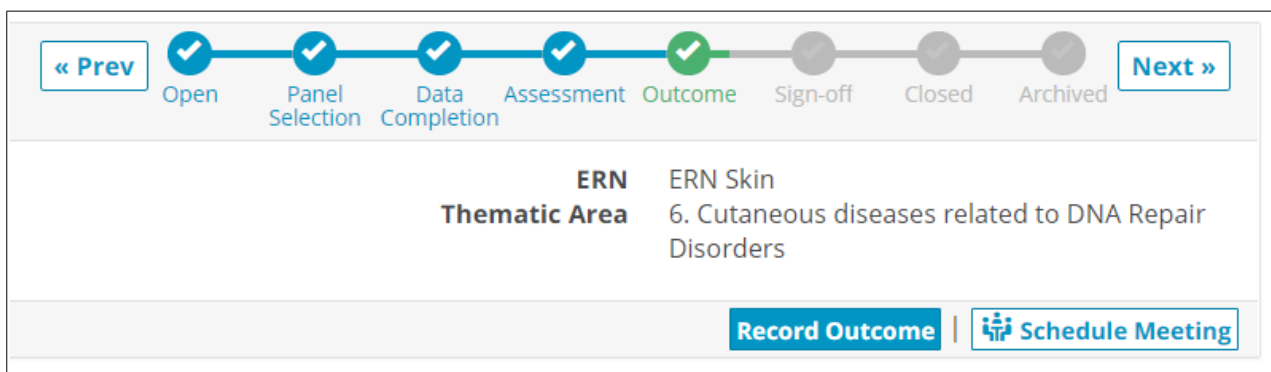 « Prev
Open
Panel
Selection
Data
Completion
Assessment
Outcome
Sign-off
Closed
Archived
Next »
ERN ERN Skin
Thematic Area 6. Cutaneous diseases related to DNA Repair
Disorders
Record Outcome | Schedule Meeting